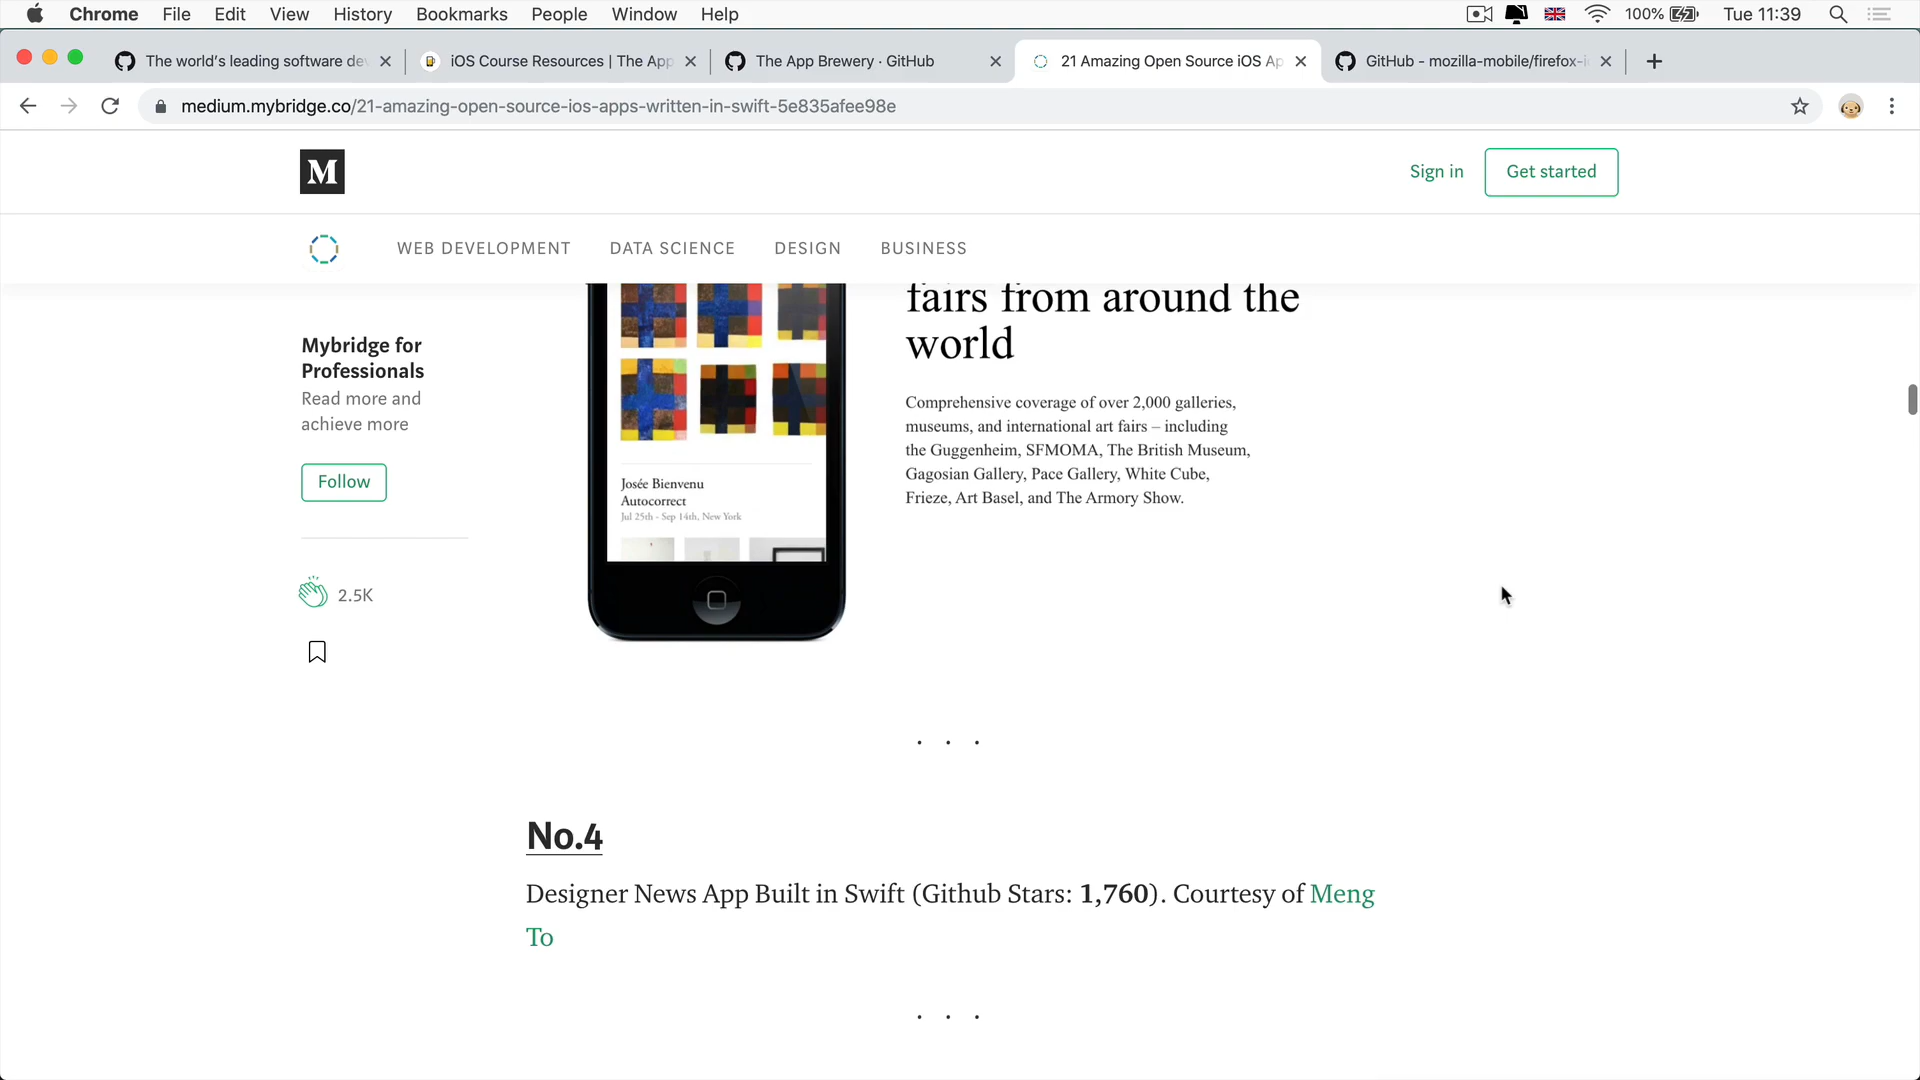 Chrome File Edit View History Bookmarks People Window Help 100% Tue 11:39
The world's leading software de
iOS Course Resources | The App
The App Brewery · GitHub
21 Amazing Open Source iOS Ap
GitHub - mozilla-mobile/firefox-i
medium.mybridge.co/21-amazing-open-source-ios-apps-written-in-swift-5e835afee98e
M
Sign in
Get started
WEB DEVELOPMENT DATA SCIENCE DESIGN BUSINESS
Mybridge for
Professionals
Read more and
achieve more
Follow
2.5K
Josée Bienvenu
Autocorrect
Jul 25th - Sep 14th, New York
fairs from around the
world
Comprehensive coverage of over 2,000 galleries,
museums, and international art fairs – including
the Guggenheim, SFMOMA, The British Museum,
Gagosian Gallery, Pace Gallery, White Cube,
Frieze, Art Basel, and The Armory Show.
. . .
No.4
Designer News App Built in Swift (Github Stars: 1,760). Courtesy of Meng
To
. . .